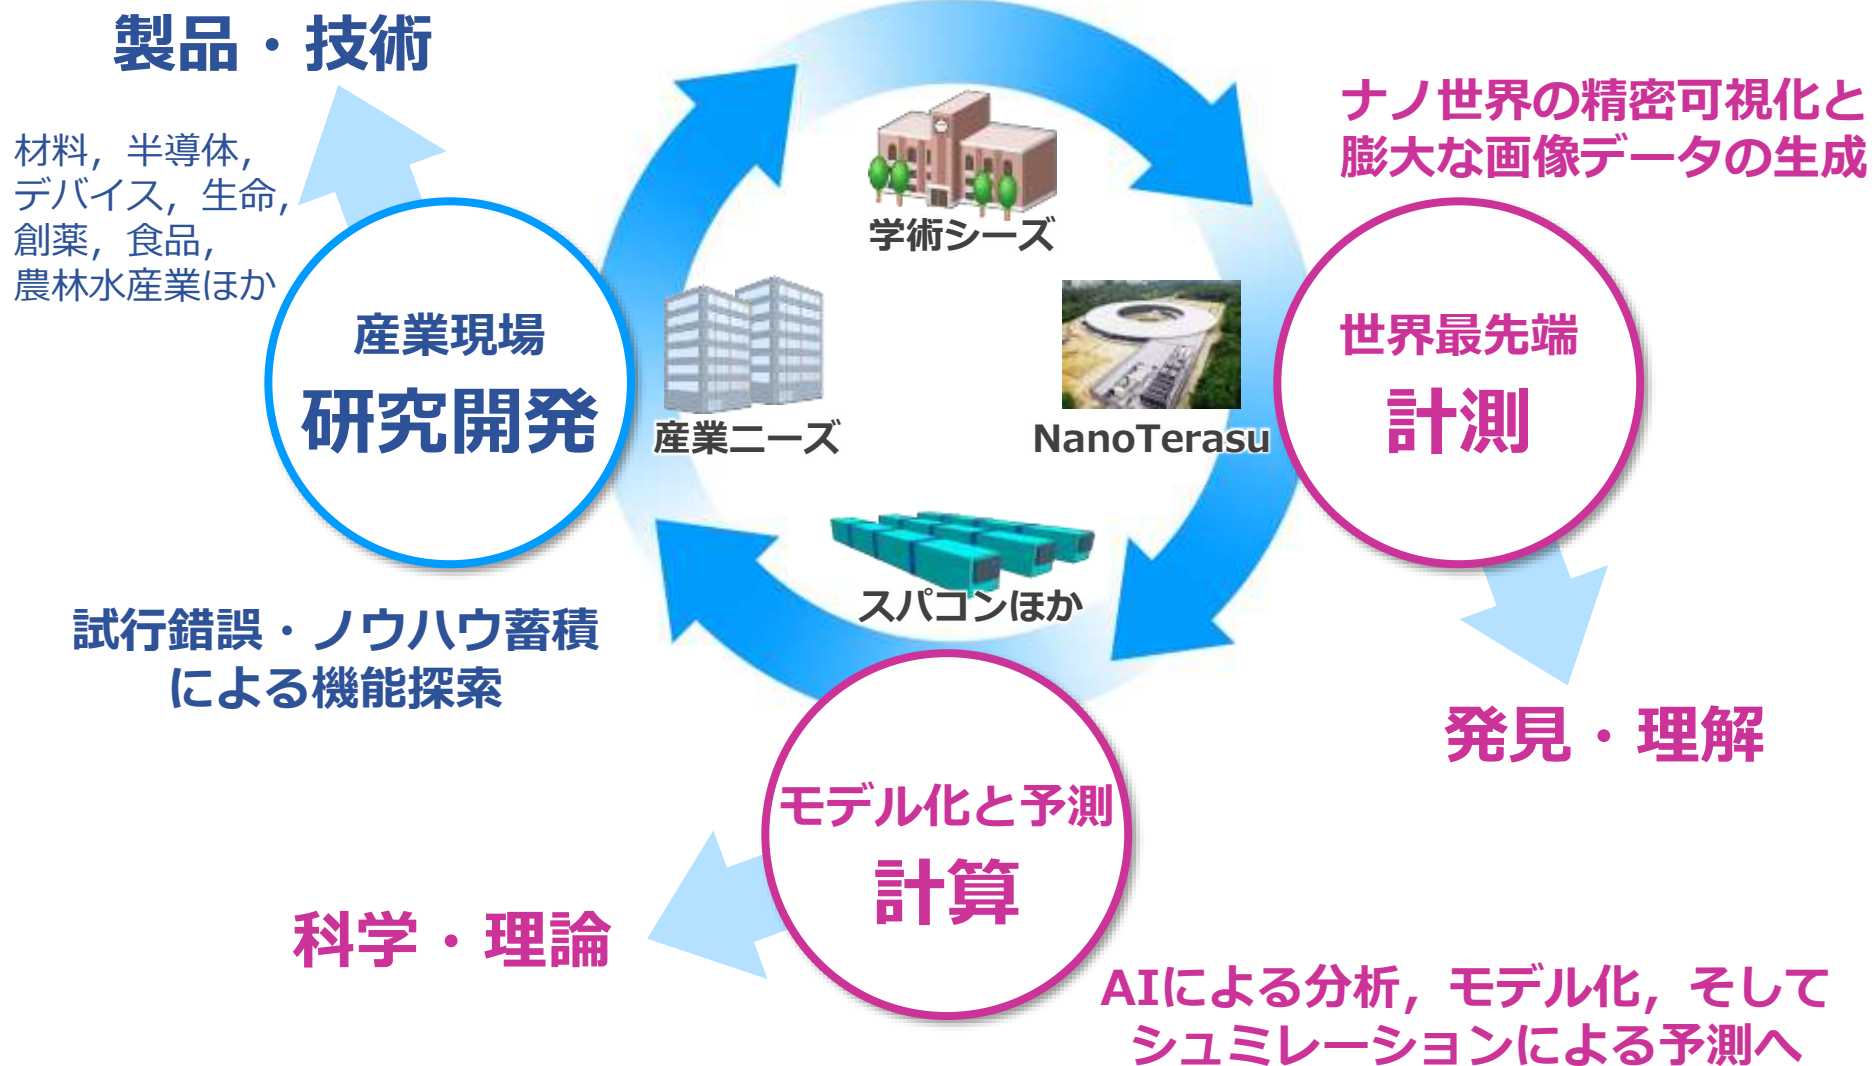 製品・技術
材料，半導体，
デバイス，生命，
創薬，食品，
農林水産業ほか
産業現場
研究開発
試行錯誤・ノウハウ蓄積
による機能探索
学術シーズ
産業ニーズ
NanoTerasu
スパコンほか
ナノ世界の精密可視化と
膨大な画像データの生成
世界最先端
計測
発見・理解
モデル化と予測
計算
科学・理論
AIによる分析，モデル化，そして
シュミレーションによる予測へ